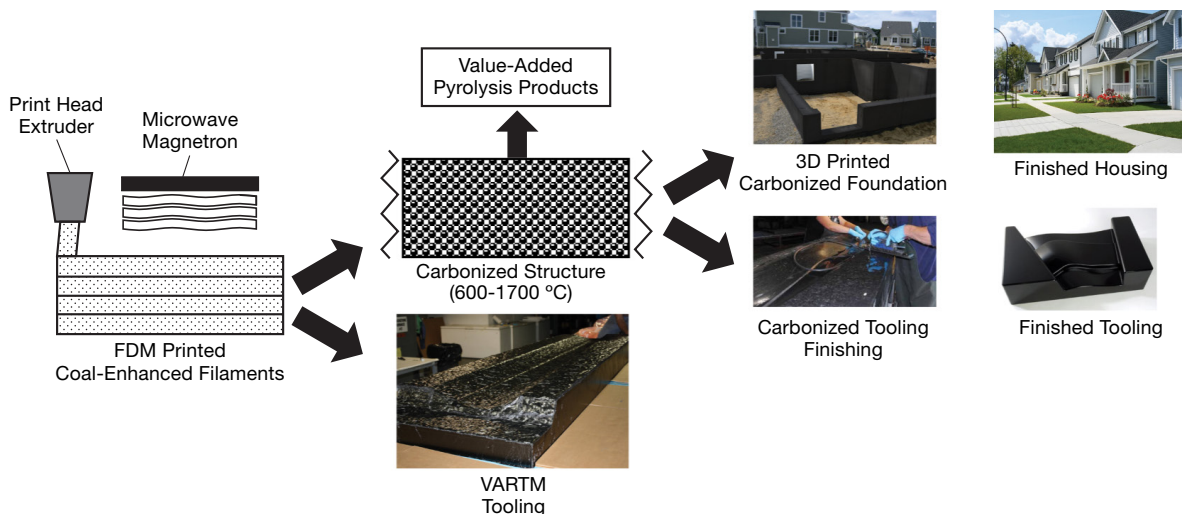 Print Head
Extruder
Microwave
Magnetron
FDM Printed
Coal-Enhanced Filaments
Value-Added
Pyrolysis Products
Carbonized Structure
(600-1700 ºC)
VARTM
Tooling
3D Printed
Carbonized Foundation
Finished Housing
Carbonized Tooling
Finishing
Finished Tooling